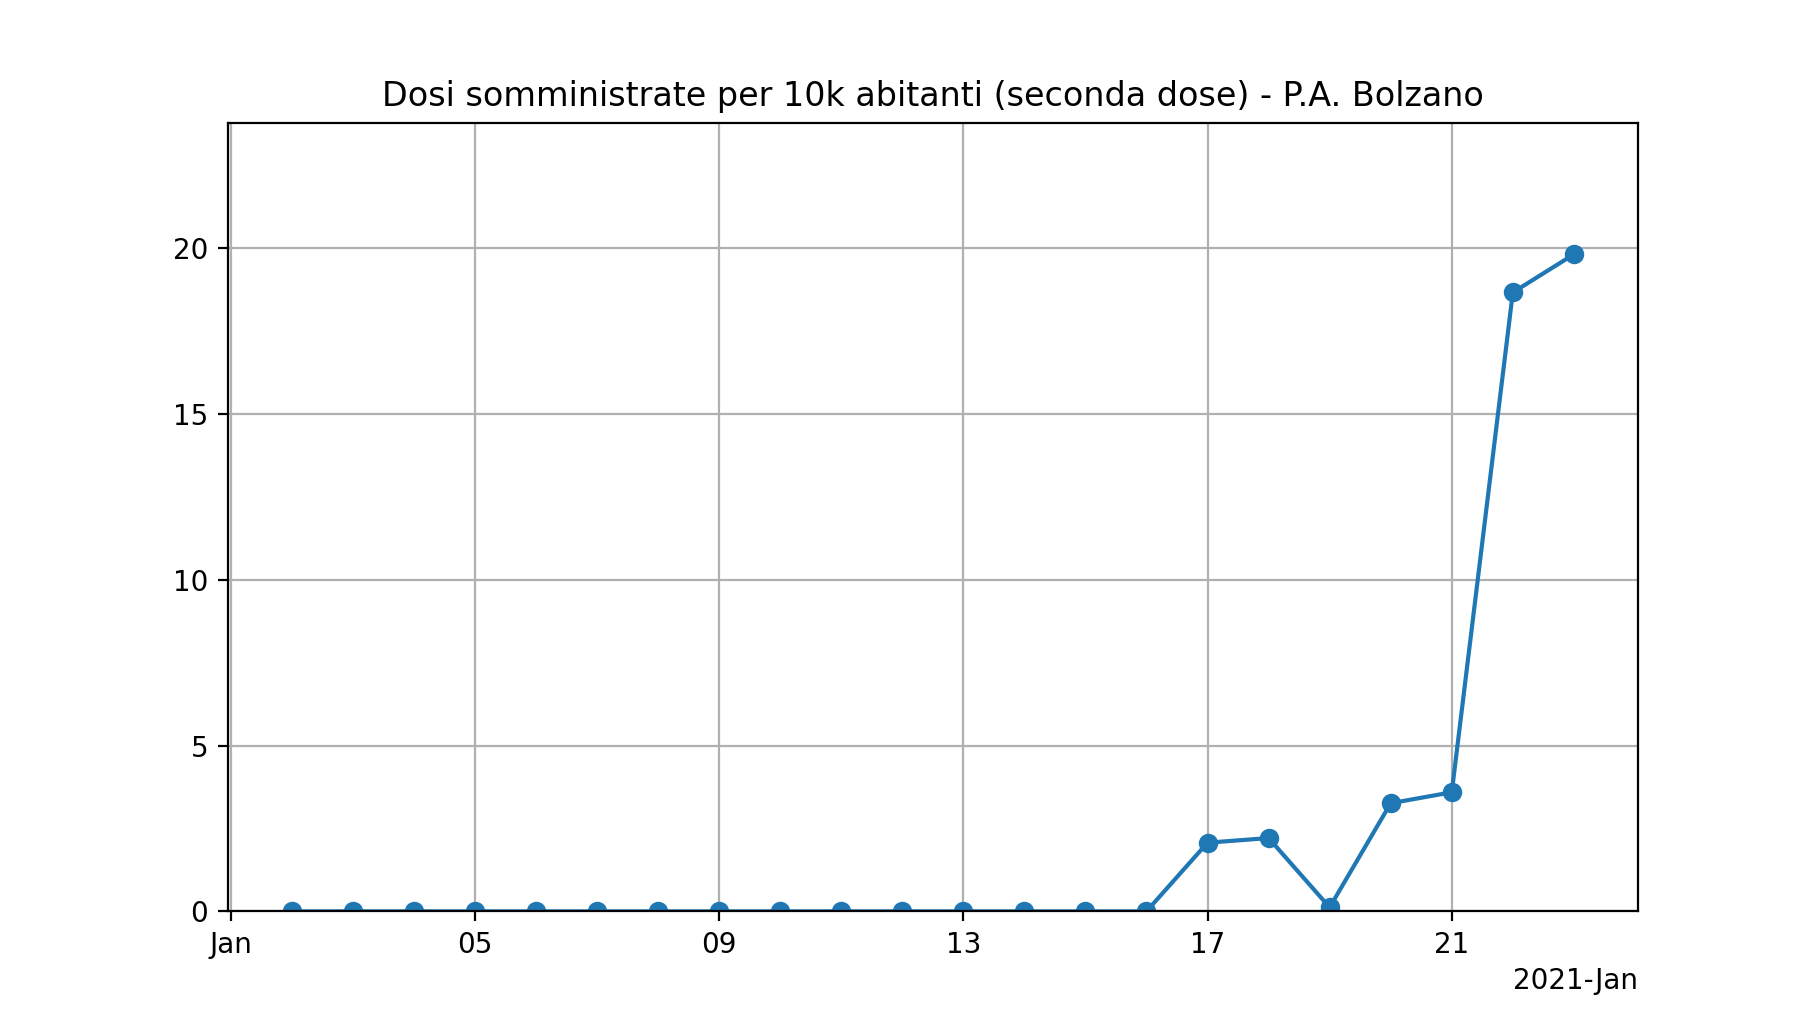 Dosi somministrate per 10k abitanti (seconda dose) - P.A. Bolzano
20
15
10
5
0
Jan 05 09 13 17 21
2021-Jan